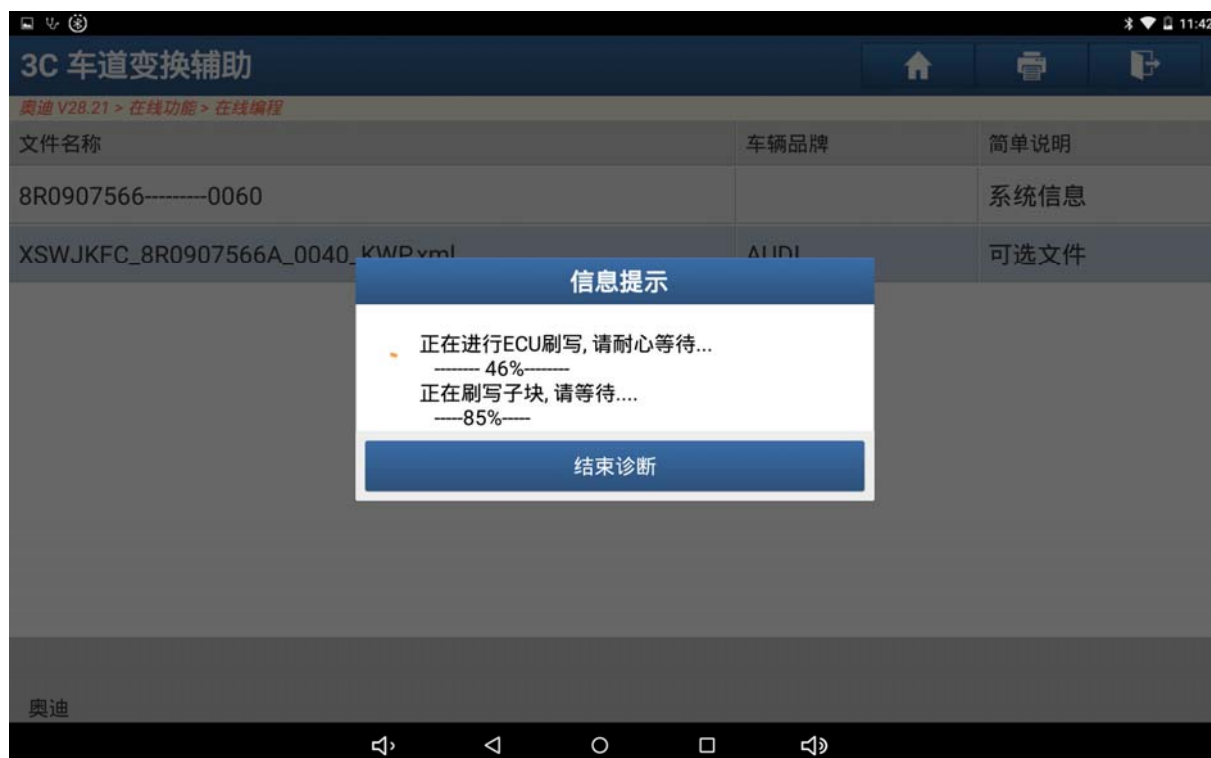 11:42
3C 车道变换辅助
奥迪 V28.21 > 在线功能 > 在线编程
文件名称 车辆品牌 简单说明
8R0907566---------0060 系统信息
XSWJKFC_8R0907566A_0040_KWP.xml AUDI 可选文件
信息提示
正在进行ECU刷写, 请耐心等待...
-------- 46%--------
正在刷写子块, 请等待....
-----85%-----
结束诊断
奥迪